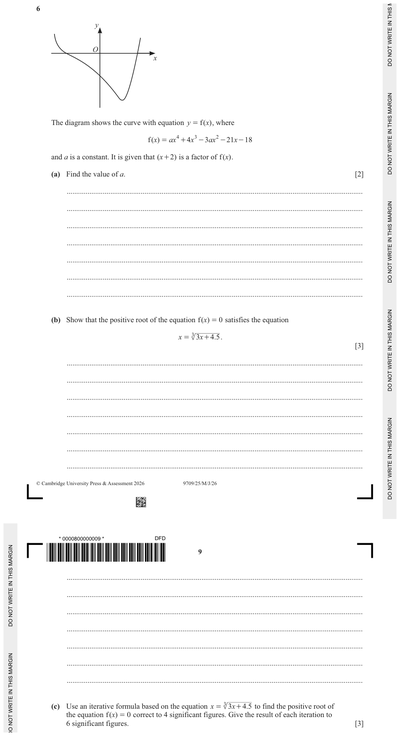 6
y
O
x
The diagram shows the curve with equation y = f(x), where
f(x) = ax⁴ + 4x³ − 3ax² − 21x − 18
and a is a constant. It is given that (x+2) is a factor of f(x).
(a) Find the value of a. [2]
(b) Show that the positive root of the equation f(x) = 0 satisfies the equation
x = ∛(3x + 4.5).
[3]
© Cambridge University Press & Assessment 2026 9709/25/M/J/26
DO NOT WRITE IN THIS MARGIN
DO NOT WRITE IN THIS MARGIN
DO NOT WRITE IN THIS MARGIN
DO NOT WRITE IN THIS MARGIN
DO NOT WRITE IN THIS MARGIN
* 0000800000009 * DFD
9
(c) Use an iterative formula based on the equation x = ∛(3x + 4.5) to find the positive root of
the equation f(x) = 0 correct to 4 significant figures. Give the result of each iteration to
6 significant figures. [3]
DO NOT WRITE IN THIS MARGIN
DO NOT WRITE IN THIS MARGIN